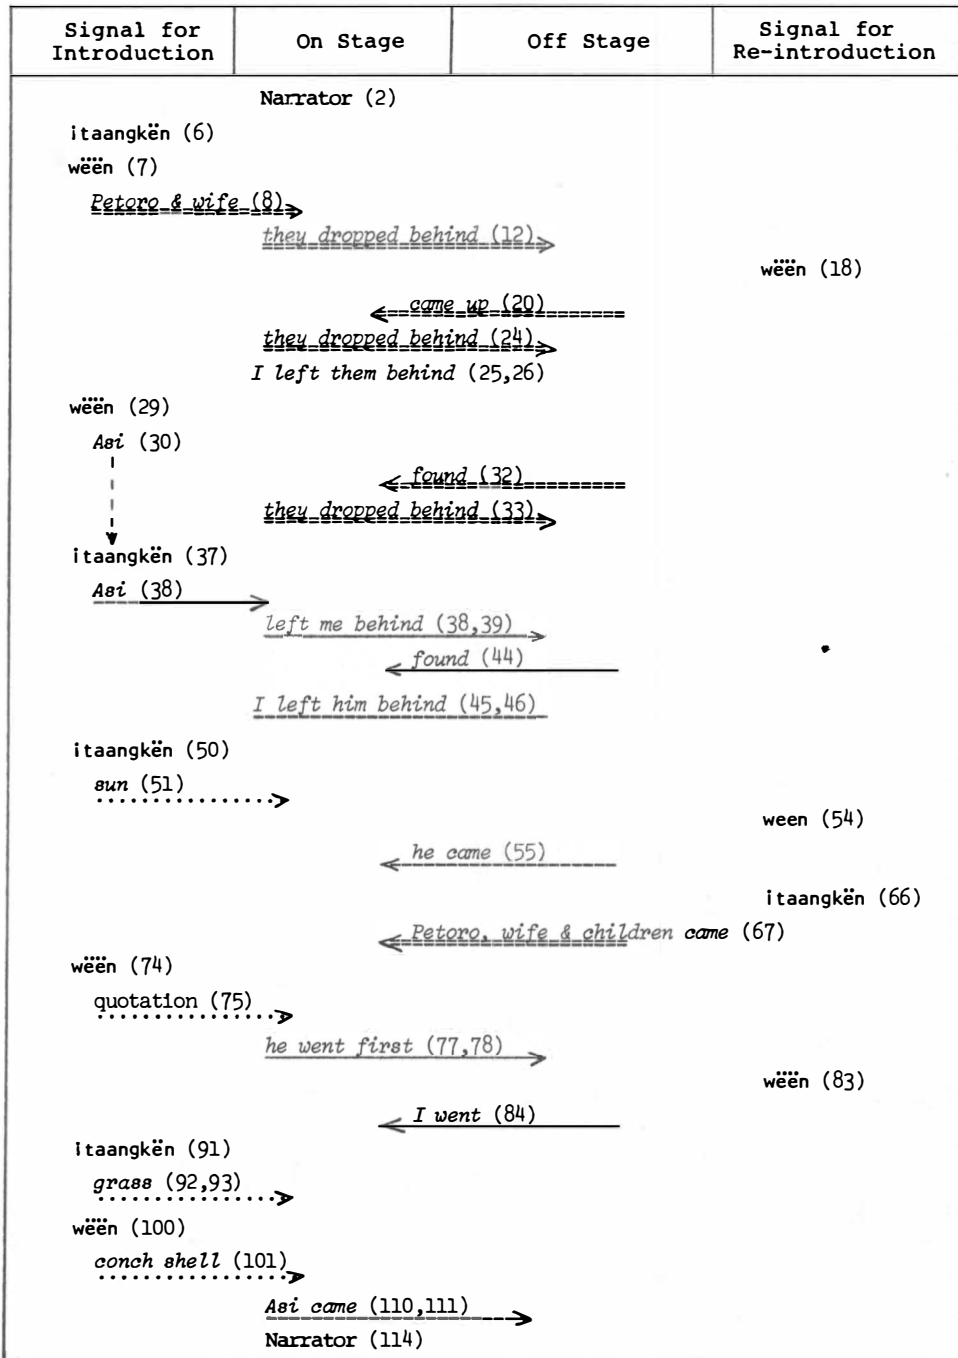 Signal for Introduction On Stage Off Stage Signal for Re-introduction
Narrator (2)
itaangkën (6)
wëën (7)
Petoro & wife (8)
they dropped behind (12)
wëën (18)
came up (20)
they dropped behind (24)
I left them behind (25,26)
wëën (29)
Asi (30)
found (32)
they dropped behind (33)
itaangkën (37)
Asi (38)
left me behind (38,39)
found (44)
I left him behind (45,46)
itaangkën (50)
sun (51)
ween (54)
he came (55)
itaangkën (66)
Petoro, wife & children came (67)
wëën (74)
quotation (75)
he went first (77,78)
wëën (83)
I went (84)
itaangkën (91)
grass (92,93)
wëën (100)
conch shell (101)
Asi came (110,111)
Narrator (114)